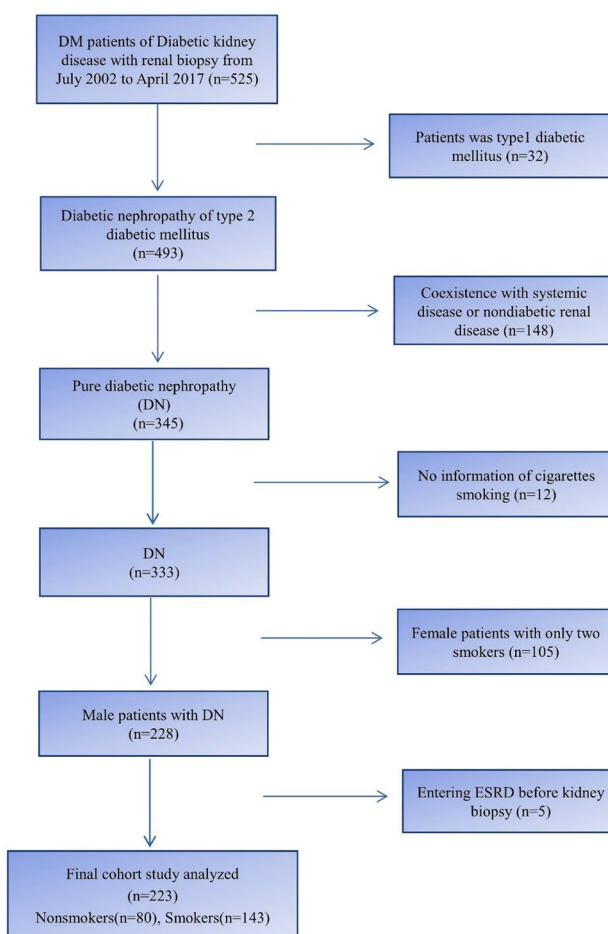 DM patients of Diabetic kidney
disease with renal biopsy from
July 2002 to April 2017 (n=525)
Patients was type1 diabetic
mellitus (n=32)
Diabetic nephropathy of type 2
diabetic mellitus
(n=493)
Coexistence with systemic
disease or nondiabetic renal
disease (n=148)
Pure diabetic nephropathy
(DN)
(n=345)
No information of cigarettes
smoking (n=12)
DN
(n=333)
Female patients with only two
smokers (n=105)
Male patients with DN
(n=228)
Entering ESRD before kidney
biopsy (n=5)
Final cohort study analyzed
(n=223)
Nonsmokers(n=80), Smokers(n=143)